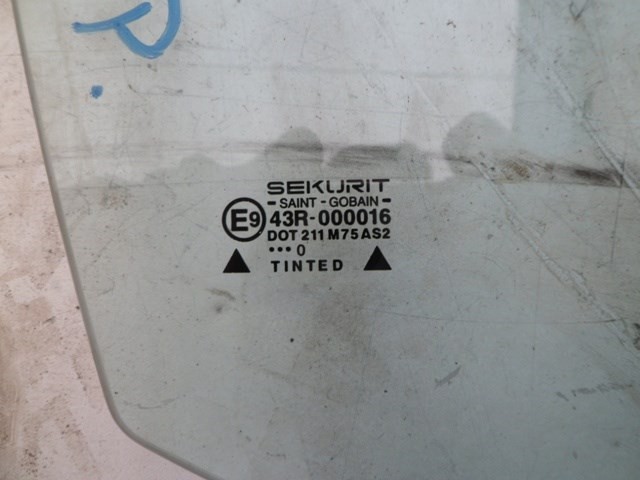 SEKURIT
- SAINT - GOBAIN -
E9 43R-000016
DOT 211 M75 AS2
••• 0
TINTED